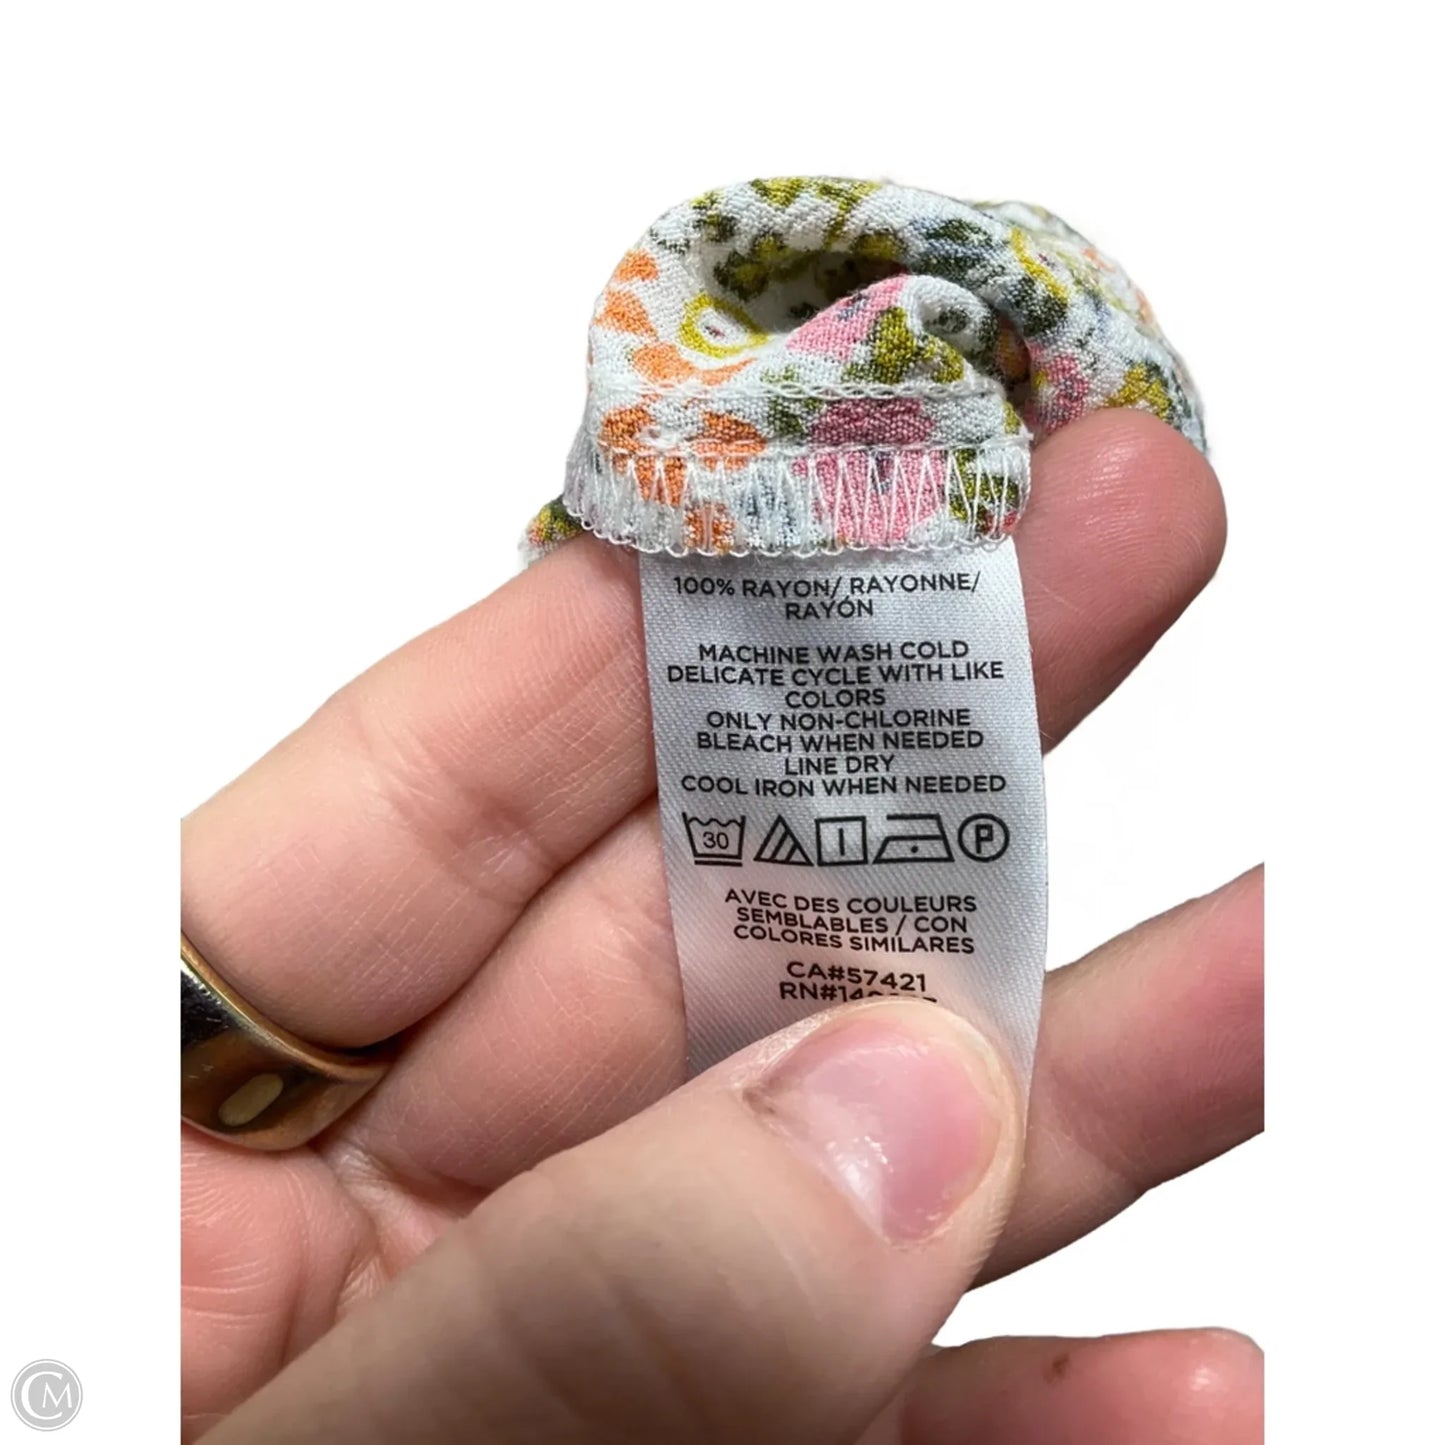 100% RAYON/ RAYONNE/
RAYÓN
MACHINE WASH COLD
DELICATE CYCLE WITH LIKE
COLORS
ONLY NON-CHLORINE
BLEACH WHEN NEEDED
LINE DRY
COOL IRON WHEN NEEDED
30 P
AVEC DES COULEURS
SEMBLABLES / CON
COLORES SIMILARES
CA#57421
CM